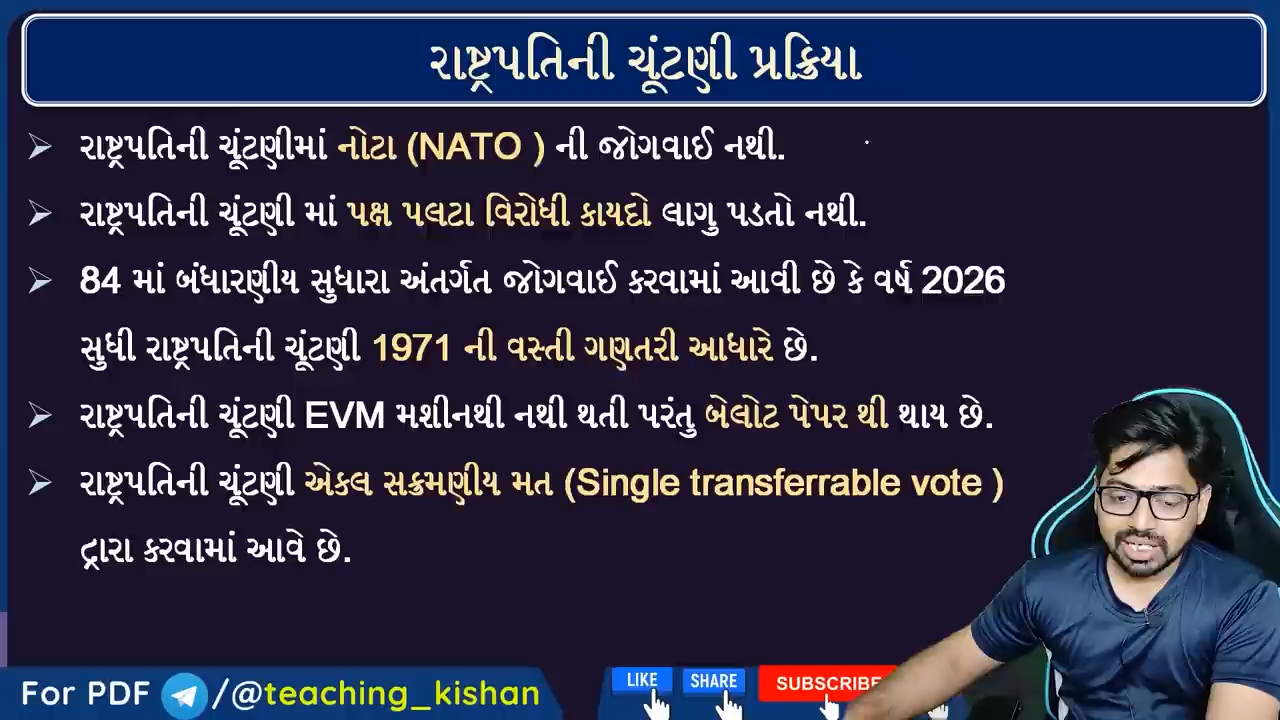 રાષ્ટ્રપતિની ચૂંટણી પ્રક્રિયા
રાષ્ટ્રપતિની ચૂંટણીમાં નોટા (NATO ) ની જોગવાઈ નથી.
રાષ્ટ્રપતિની ચૂંટણી માં પક્ષ પલટા વિરોધી કાયદો લાગુ પડતો નથી.
84 માં બંધારણીય સુધારા અંતર્ગત જોગવાઈ કરવામાં આવી છે કે વર્ષ 2026
સુધી રાષ્ટ્રપતિની ચૂંટણી 1971 ની વસ્તી ગણતરી આધારે છે.
રાષ્ટ્રપતિની ચૂંટણી EVM મશીનથી નથી થતી પરંતુ બેલોટ પેપર થી થાય છે.
રાષ્ટ્રપતિની ચૂંટણી એકલ સક્રમણીય મત (Single transferrable vote )
દ્વારા કરવામાં આવે છે.
For PDF /@teaching_kishan
LIKE SHARE SUBSCRIBE